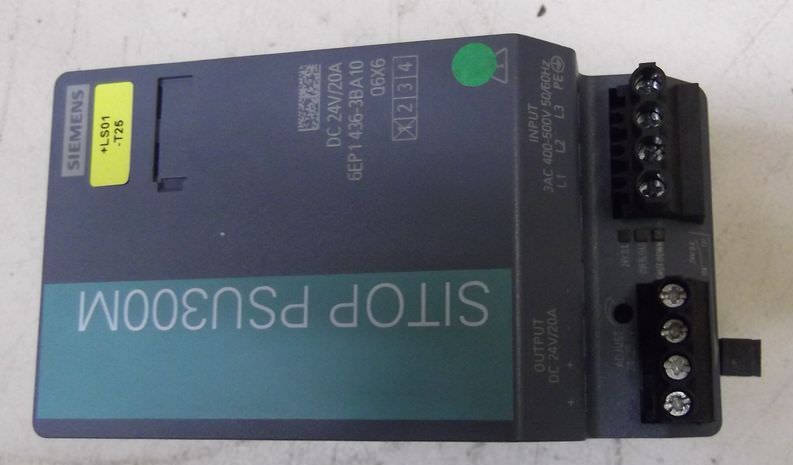 SIEMENS
+LS01
-T25
DC 24V/20A
6EP1 436-3BA10
Q6X6
X 2 3 4
INPUT
3AC 400-500V 50/60Hz
L1 L2 L3 PE
SITOP PSU300M
OUTPUT
DC 24V/20A
+ + - -
ADJUST